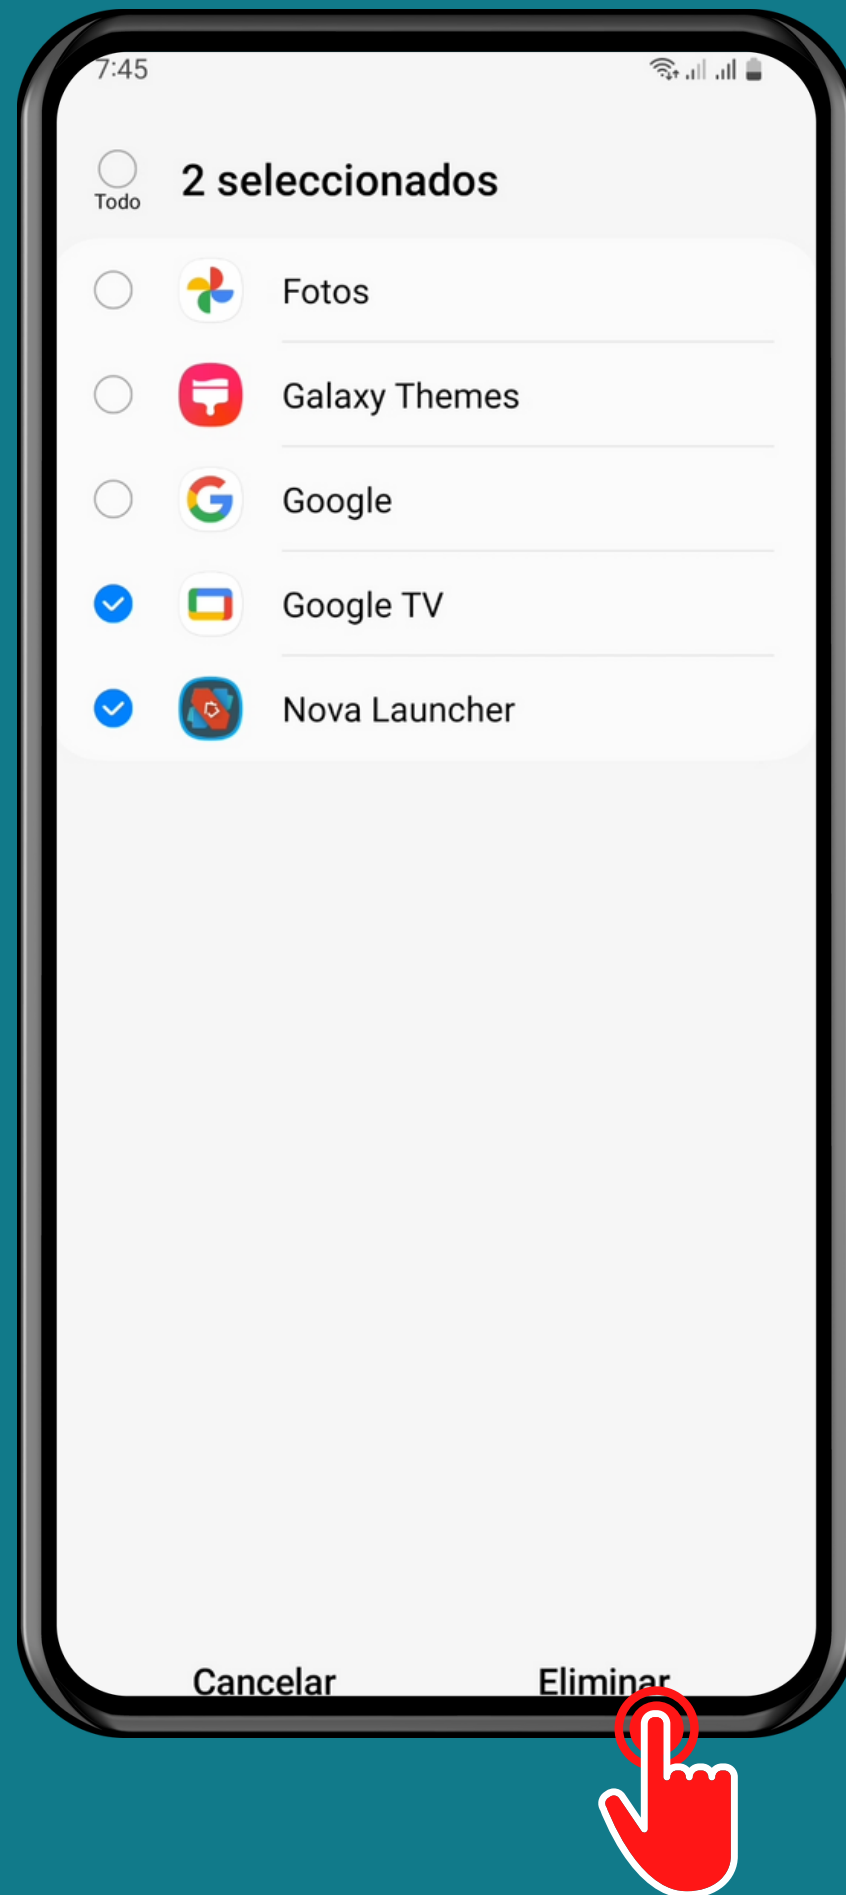 7:45
2 seleccionados
Todo
Fotos
Galaxy Themes
Google
Google TV
Nova Launcher
Cancelar
Eliminar